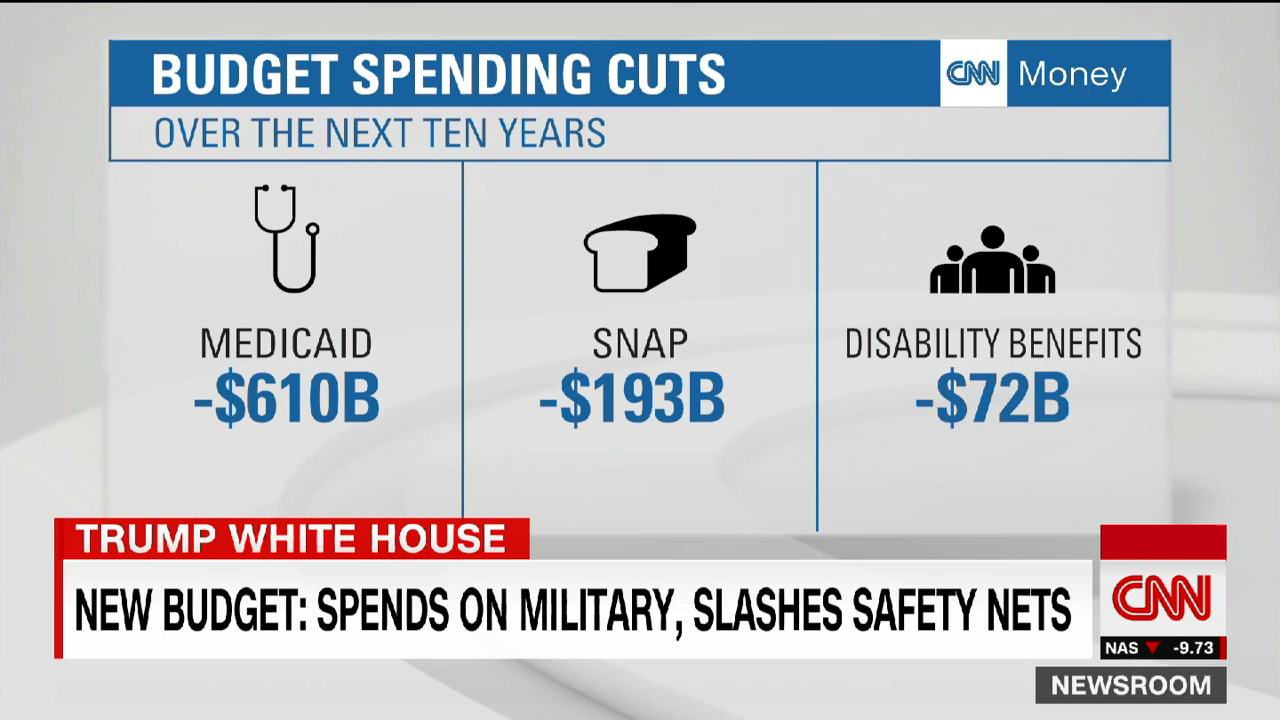 BUDGET SPENDING CUTS
CNN Money
OVER THE NEXT TEN YEARS
MEDICAID
-$610B
SNAP
-$193B
DISABILITY BENEFITS
-$72B
TRUMP WHITE HOUSE
NEW BUDGET: SPENDS ON MILITARY, SLASHES SAFETY NETS
CNN
NAS ▼ -9.73
NEWSROOM